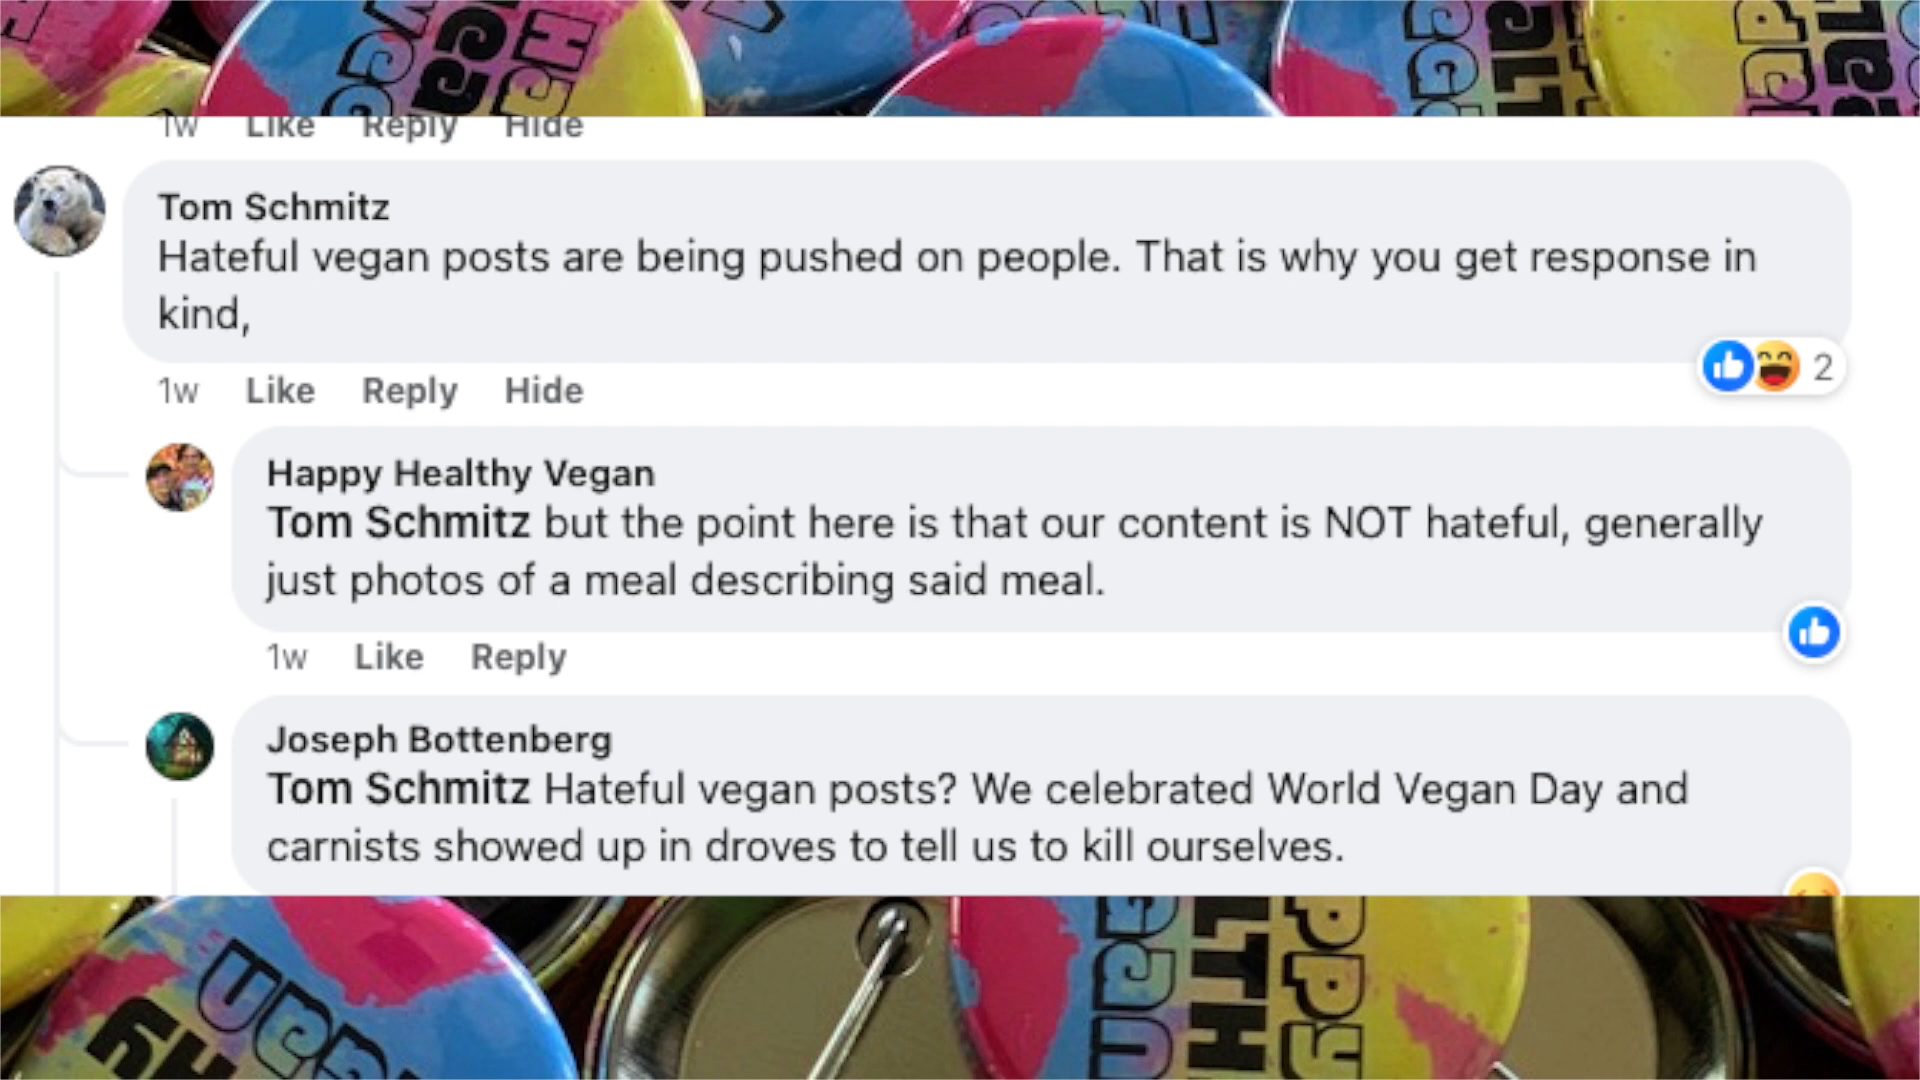 1w Like Reply Hide
Tom Schmitz
Hateful vegan posts are being pushed on people. That is why you get response in
kind,
2
1w Like Reply Hide
Happy Healthy Vegan
Tom Schmitz but the point here is that our content is NOT hateful, generally
just photos of a meal describing said meal.
1w Like Reply
Joseph Bottenberg
Tom Schmitz Hateful vegan posts? We celebrated World Vegan Day and
carnists showed up in droves to tell us to kill ourselves.